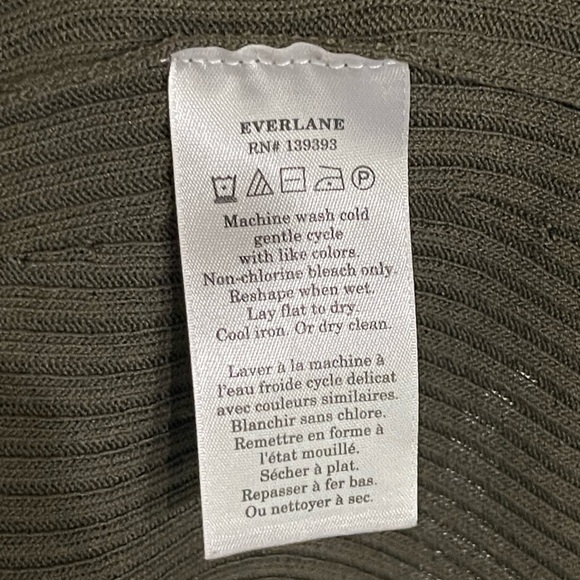 EVERLANE
RN# 139393
P
Machine wash cold
gentle cycle
with like colors.
Non-chlorine bleach only.
Reshape when wet.
Lay flat to dry.
Cool iron. Or dry clean.
Laver à la machine à
l'eau froide cycle delicat
avec couleurs similaires.
Blanchir sans chlore.
Remettre en forme à
l'état mouillé.
Sécher à plat.
Repasser à fer bas.
Ou nettoyer à sec.